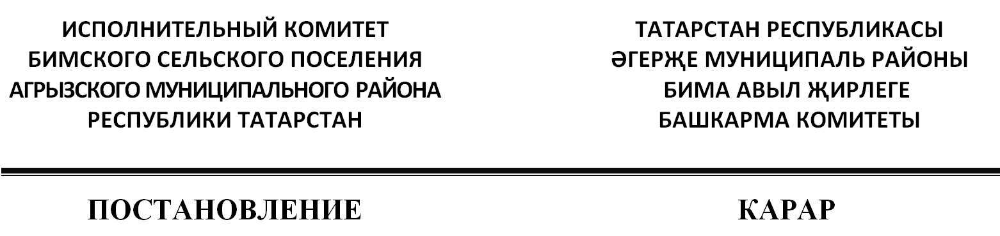 ИСПОЛНИТЕЛЬНЫЙ КОМИТЕТ
БИМСКОГО СЕЛЬСКОГО ПОСЕЛЕНИЯ
АГРЫЗСКОГО МУНИЦИПАЛЬНОГО РАЙОНА
РЕСПУБЛИКИ ТАТАРСТАН
ТАТАРСТАН РЕСПУБЛИКАСЫ
ӘГЕРҖЕ МУНИЦИПАЛЬ РАЙОНЫ
БИМА АВЫЛ ҖИРЛЕГЕ
БАШКАРМА КОМИТЕТЫ
ПОСТАНОВЛЕНИЕ
КАРАР